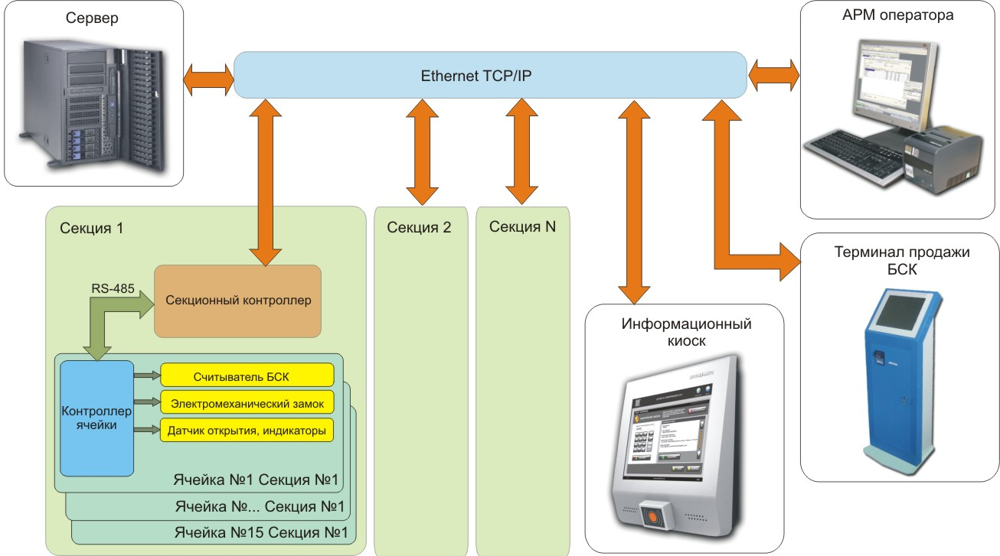 Сервер
АРМ оператора
Ethernet TCP/IP
Секция 1
Секция 2
Секция N
Терминал продажи
БСК
RS-485
Секционный контроллер
Информационный
киоск
Контроллер
ячейки
Считыватель БСК
Электромеханический замок
Датчик открытия, индикаторы
Ячейка №1 Секция №1
Ячейка №... Секция №1
Ячейка №15 Секция №1